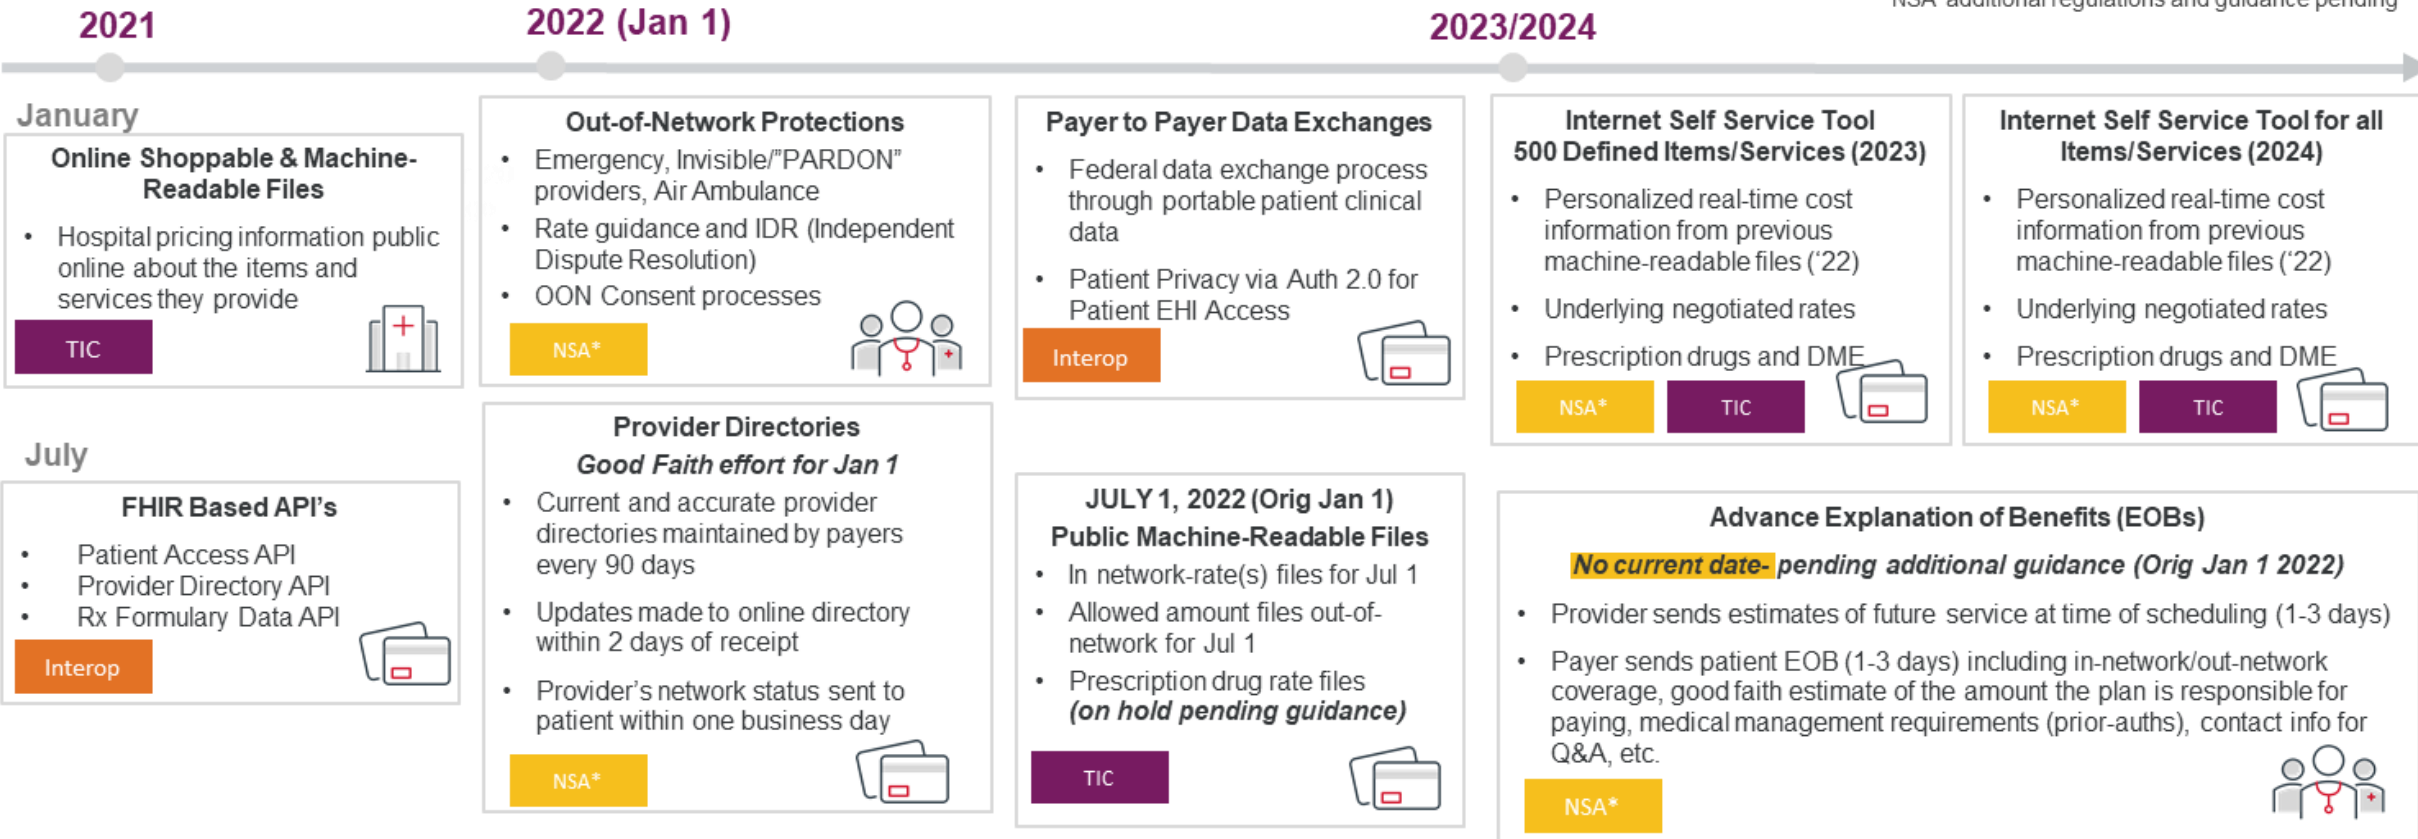 NSA additional regulations and guidance pending
2021
2022 (Jan 1)
2023/2024
January
Online Shoppable & Machine-
Readable Files
• Hospital pricing information public
online about the items and
services they provide
TIC
July
FHIR Based API's
• Patient Access API
• Provider Directory API
• Rx Formulary Data API
Interop
Out-of-Network Protections
• Emergency, Invisible/"PARDON"
providers, Air Ambulance
• Rate guidance and IDR (Independent
Dispute Resolution)
• OON Consent processes
NSA*
Provider Directories
Good Faith effort for Jan 1
• Current and accurate provider
directories maintained by payers
every 90 days
• Updates made to online directory
within 2 days of receipt
• Provider's network status sent to
patient within one business day
NSA*
Payer to Payer Data Exchanges
• Federal data exchange process
through portable patient clinical
data
• Patient Privacy via Auth 2.0 for
Patient EHI Access
Interop
JULY 1, 2022 (Orig Jan 1)
Public Machine-Readable Files
• In network-rate(s) files for Jul 1
• Allowed amount files out-of-
network for Jul 1
• Prescription drug rate files
(on hold pending guidance)
TIC
Internet Self Service Tool
500 Defined Items/Services (2023)
• Personalized real-time cost
information from previous
machine-readable files ('22)
• Underlying negotiated rates
• Prescription drugs and DME
NSA*
TIC
Internet Self Service Tool for all
Items/Services (2024)
• Personalized real-time cost
information from previous
machine-readable files ('22)
• Underlying negotiated rates
• Prescription drugs and DME
NSA*
TIC
Advance Explanation of Benefits (EOBs)
No current date- pending additional guidance (Orig Jan 1 2022)
• Provider sends estimates of future service at time of scheduling (1-3 days)
• Payer sends patient EOB (1-3 days) including in-network/out-network
coverage, good faith estimate of the amount the plan is responsible for
paying, medical management requirements (prior-auths), contact info for
Q&A, etc.
NSA*